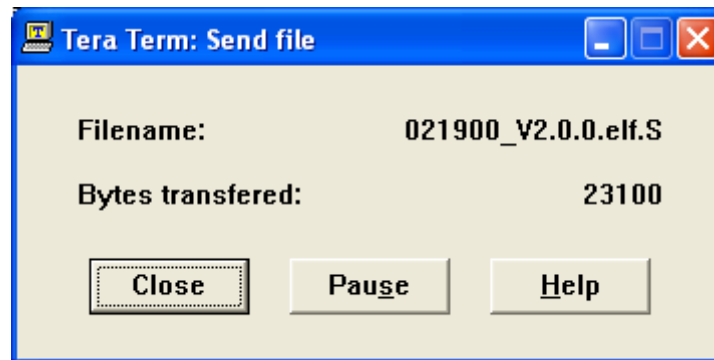 Tera Term: Send file
Filename: 021900_V2.0.0.elf.S
Bytes transfered: 23100
Close Pause Help